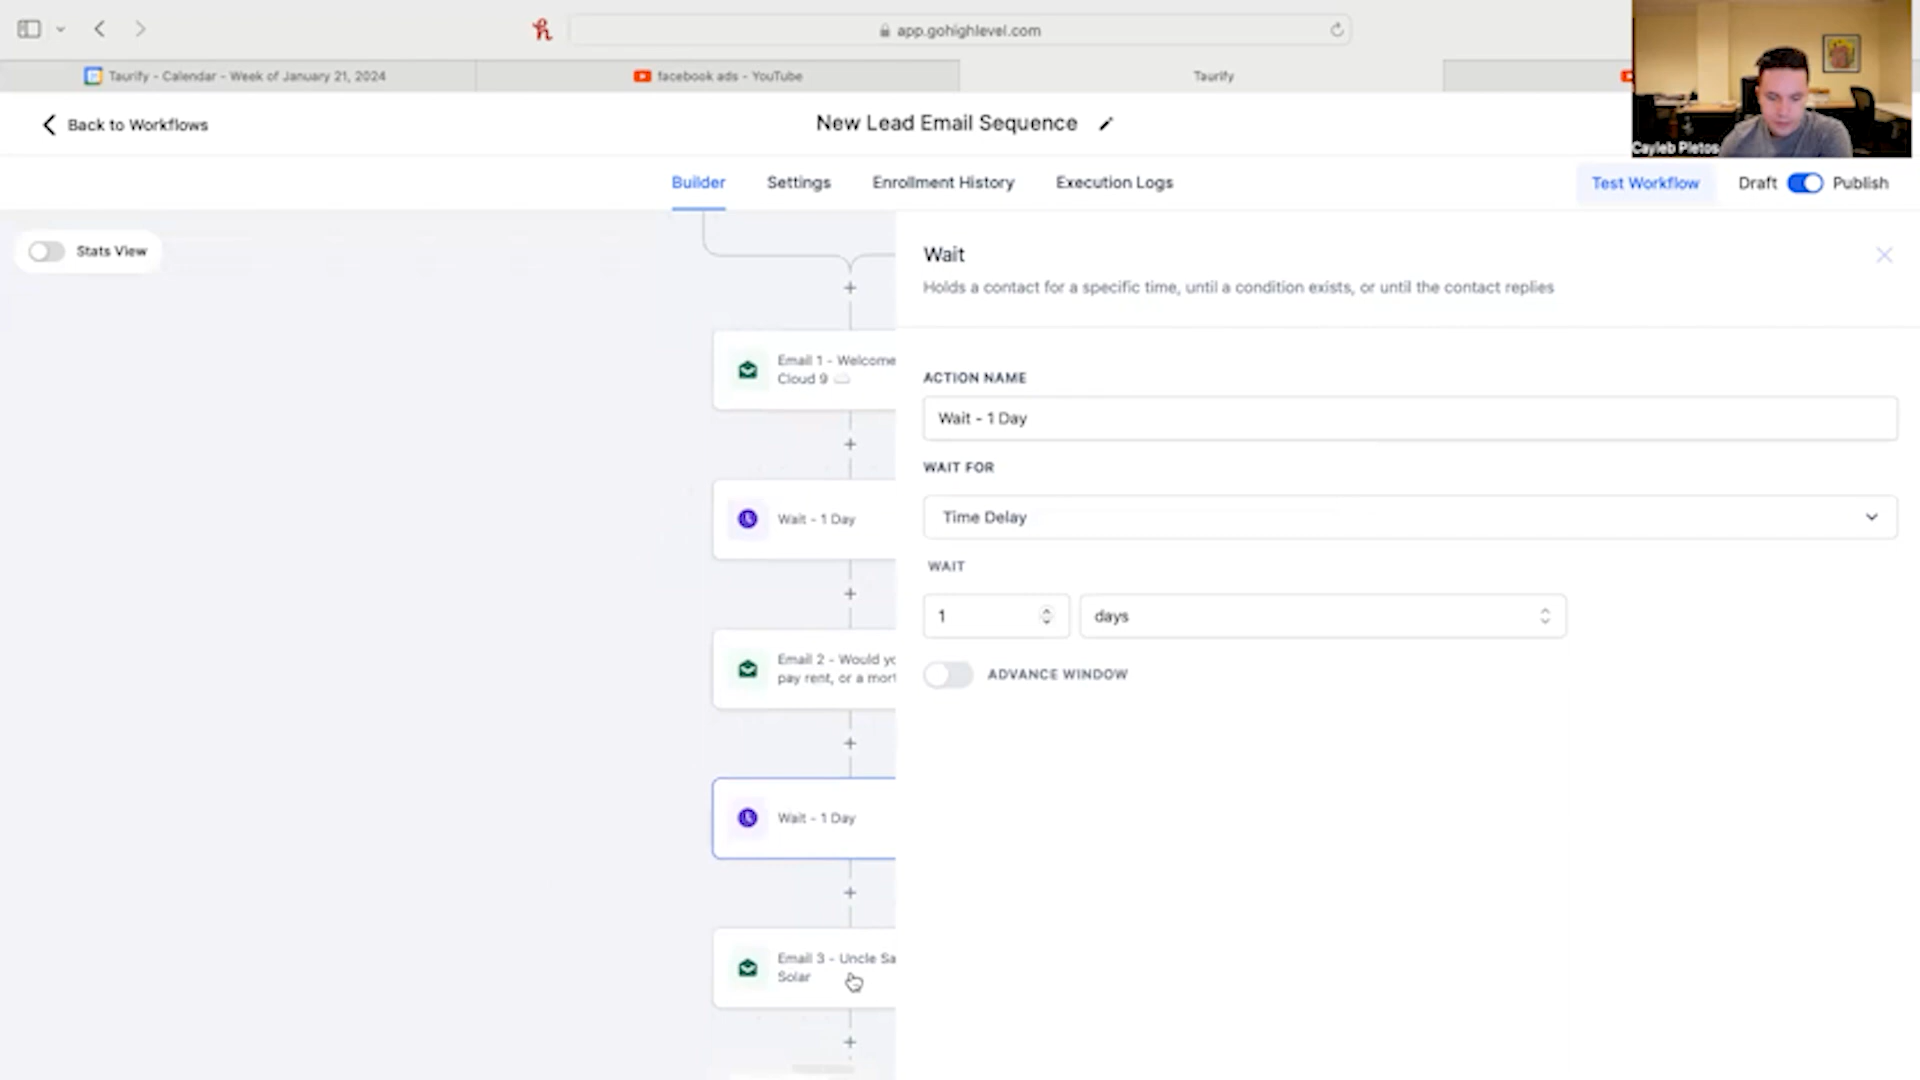 app.gohighlevel.com
Taurify - Calendar - Week of January 21, 2024
facebook ads - YouTube
Taurify
Back to Workflows
New Lead Email Sequence
Cayleb Pletos
Builder
Settings
Enrollment History
Execution Logs
Test Workflow
Draft
Publish
Stats View
Wait
Holds a contact for a specific time, until a condition exists, or until the contact replies
Email 1 - Welcome
Cloud 9
ACTION NAME
Wait - 1 Day
WAIT FOR
Wait - 1 Day
Time Delay
WAIT
1
days
Email 2 - Would yo
pay rent, or a mort
ADVANCE WINDOW
Wait - 1 Day
Email 3 - Uncle Sa
Solar